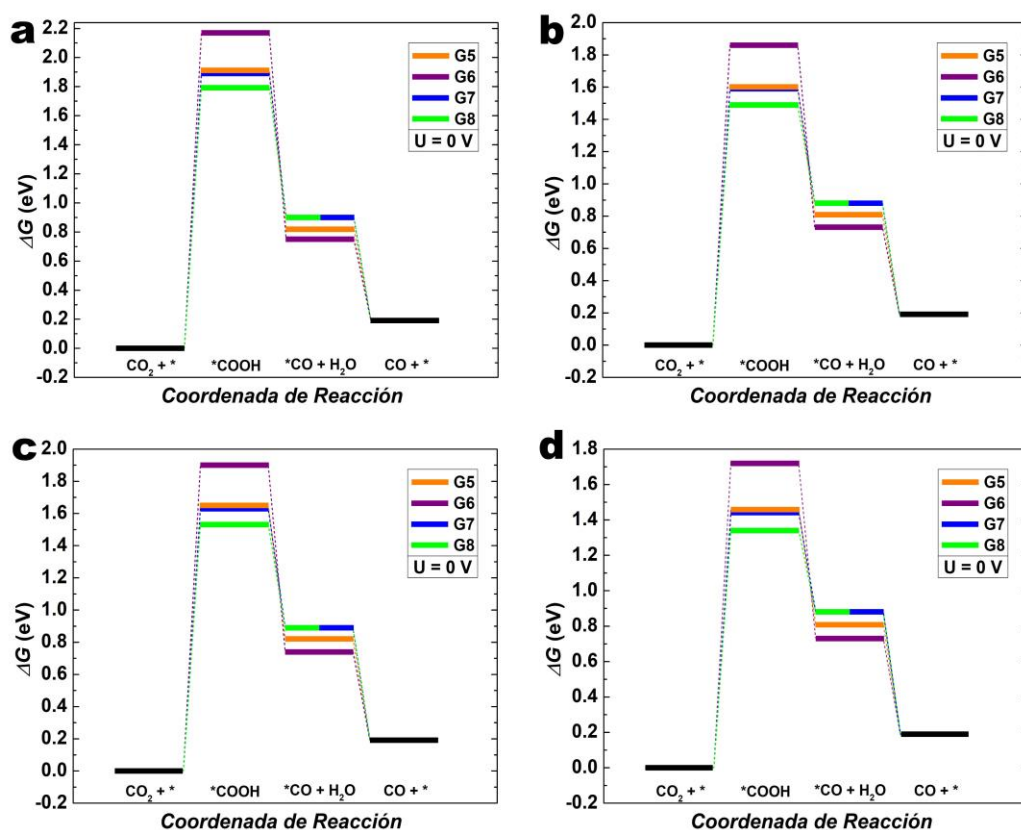 a
2.2
2.0
1.8
1.6
1.4
1.2
1.0
0.8
0.6
0.4
0.2
0.0
-0.2
ΔG (eV)
G5
G6
G7
G8
U = 0 V
CO₂ + * *COOH *CO + H₂O CO + *
Coordenada de Reacción
b
2.0
1.8
1.6
1.4
1.2
1.0
0.8
0.6
0.4
0.2
0.0
-0.2
ΔG (eV)
G5
G6
G7
G8
U = 0 V
CO₂ + * *COOH *CO + H₂O CO + *
Coordenada de Reacción
c
2.0
1.8
1.6
1.4
1.2
1.0
0.8
0.6
0.4
0.2
0.0
-0.2
ΔG (eV)
G5
G6
G7
G8
U = 0 V
CO₂ + * *COOH *CO + H₂O CO + *
Coordenada de Reacción
d
1.8
1.6
1.4
1.2
1.0
0.8
0.6
0.4
0.2
0.0
-0.2
ΔG (eV)
G5
G6
G7
G8
U = 0 V
CO₂ + * *COOH *CO + H₂O CO + *
Coordenada de Reacción